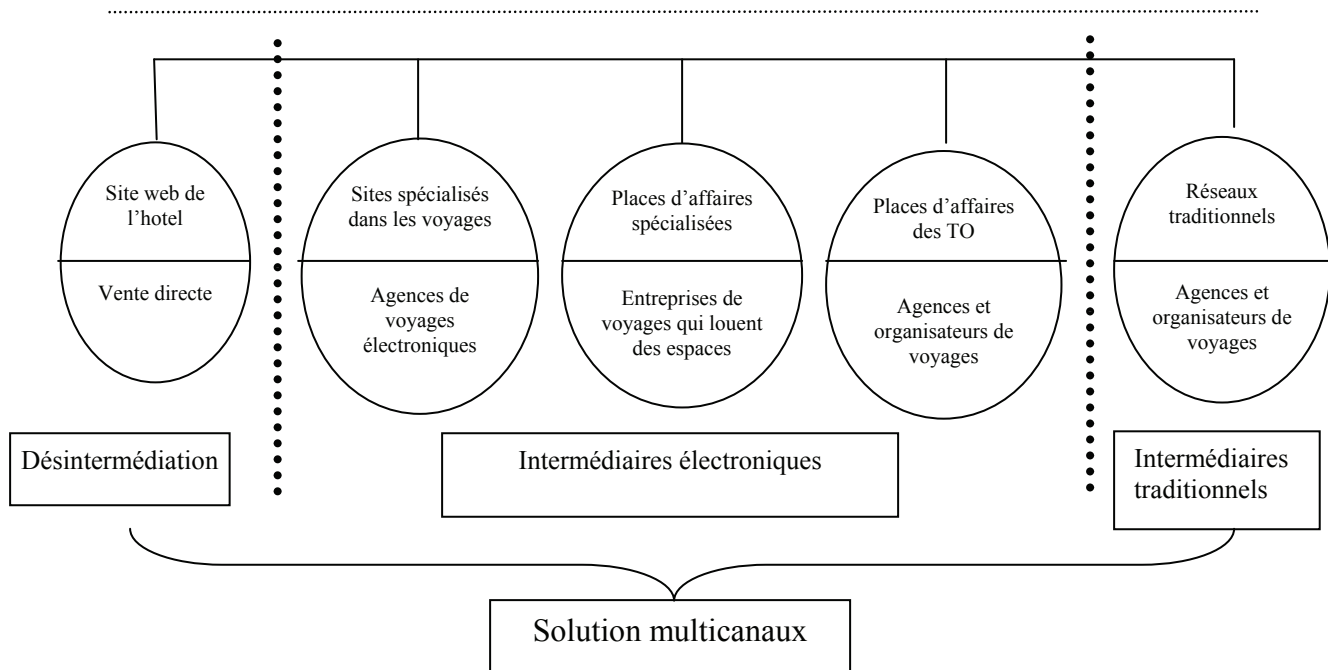 Site web de
l'hotel
Vente directe
Sites spécialisés
dans les voyages
Agences de
voyages
électroniques
Places d'affaires
spécialisées
Entreprises de
voyages qui louent
des espaces
Places d'affaires
des TO
Agences et
organisateurs de
voyages
Réseaux
traditionnels
Agences et
organisateurs de
voyages
Désintermédiation
Intermédiaires électroniques
Intermédiaires
traditionnels
Solution multicanaux